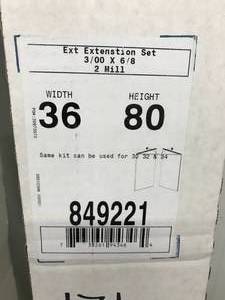 Ext Extenstion Set
3/00 X 6/8
2 Mill
WIDTH HEIGHT
36 80
Same kit can be used for 30 32 & 34
849221